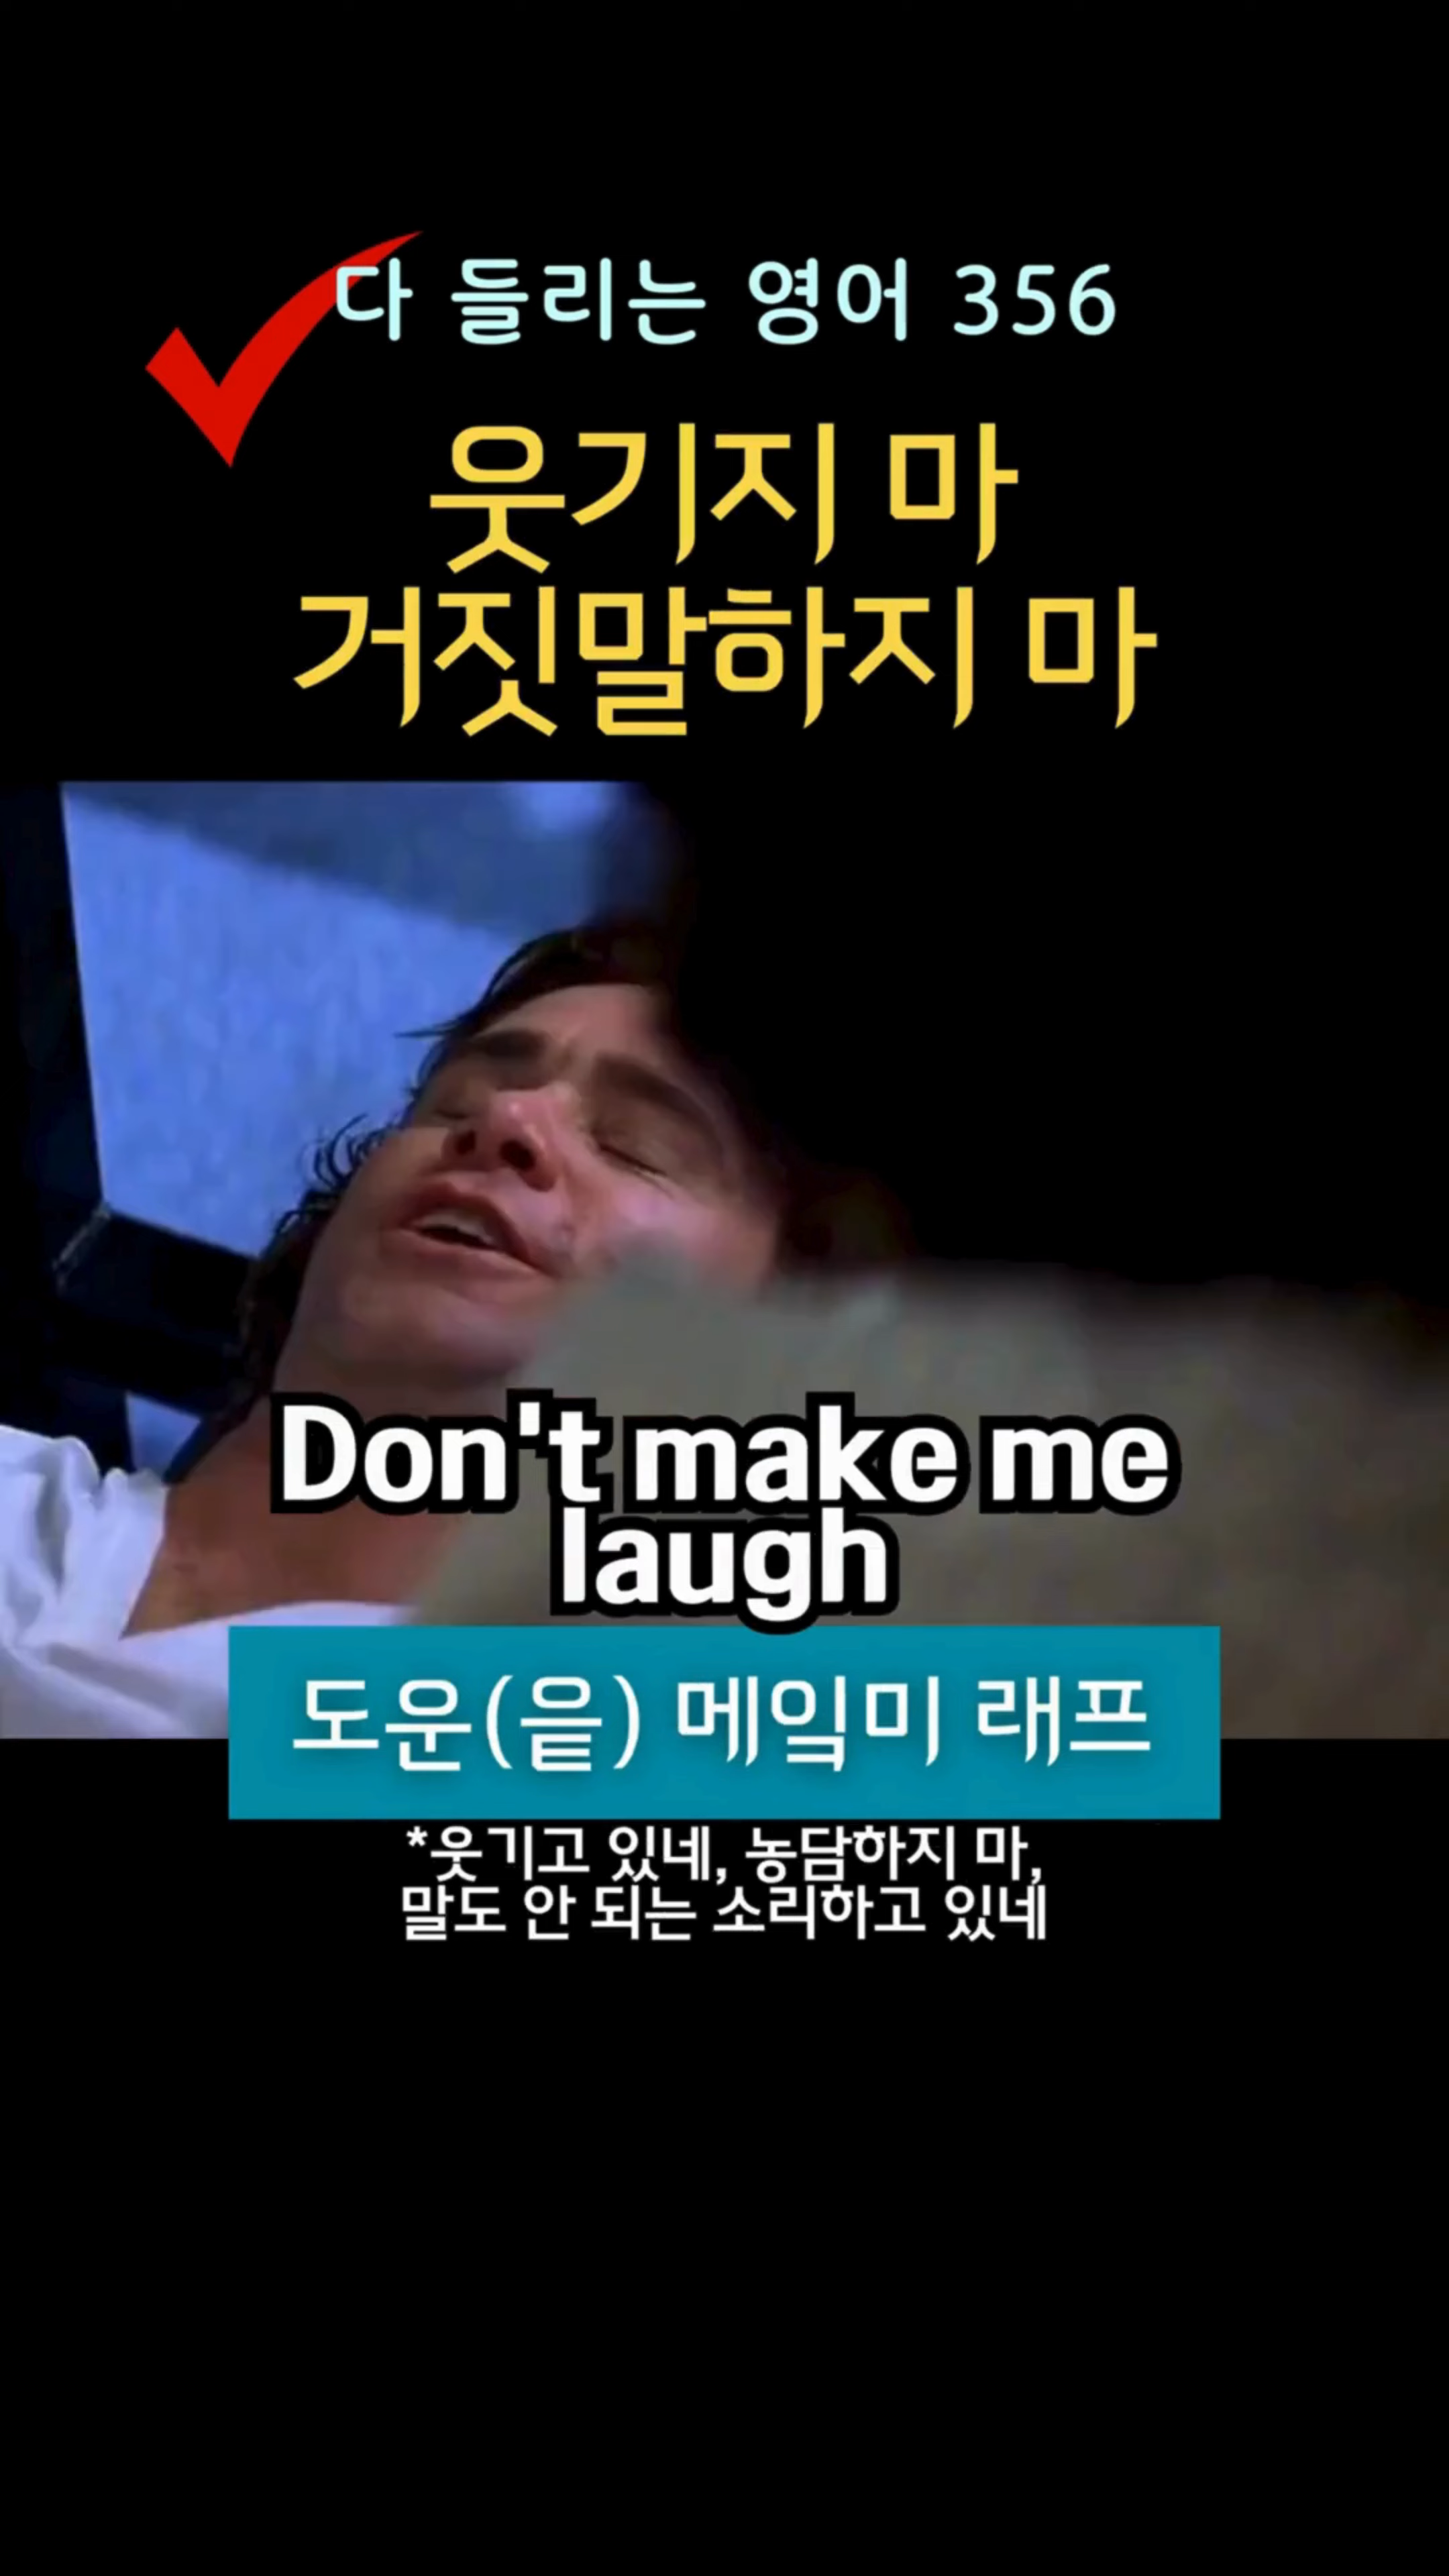 다 들리는 영어 356
웃기지 마
거짓말하지 마
Don't make me
laugh
도운(읕) 메잌미 래프
*웃기고 있네, 농담하지 마,
말도 안 되는 소리하고 있네